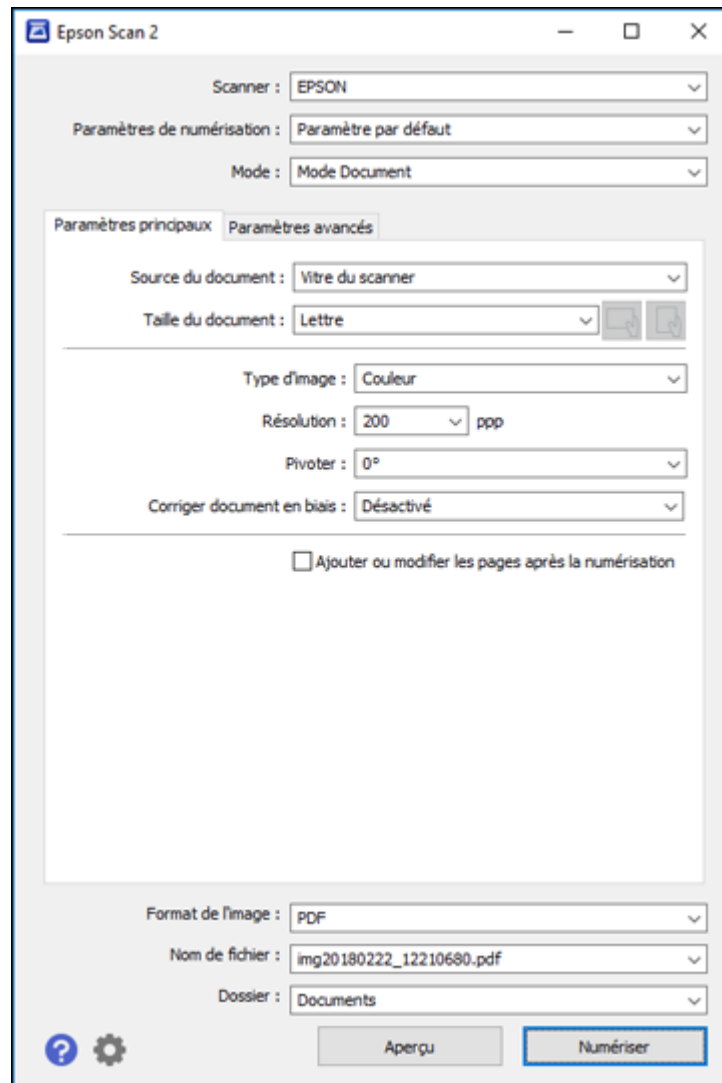 Epson Scan 2
Scanner : EPSON
Paramètres de numérisation : Paramètre par défaut
Mode : Mode Document
Paramètres principaux Paramètres avancés
Source du document : Vitre du scanner
Taille du document : Lettre
Type d'image : Couleur
Résolution : 200 ppp
Pivoter : 0°
Corriger document en biais : Désactivé
Ajouter ou modifier les pages après la numérisation
Format de l'image : PDF
Nom de fichier : img20180222_12210680.pdf
Dossier : Documents
? Aperçu Numériser